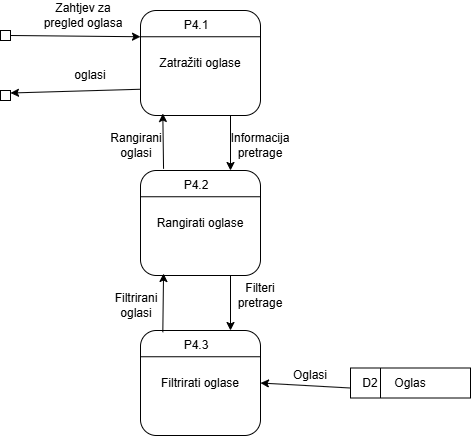 Zahtjev za
pregled oglasa
P4.1
Zatražiti oglase
oglasi
Rangirani
oglasi
Informacija
pretrage
P4.2
Rangirati oglase
Filtrirani
oglasi
Filteri
pretrage
P4.3
Filtrirati oglase
Oglasi
D2
Oglas